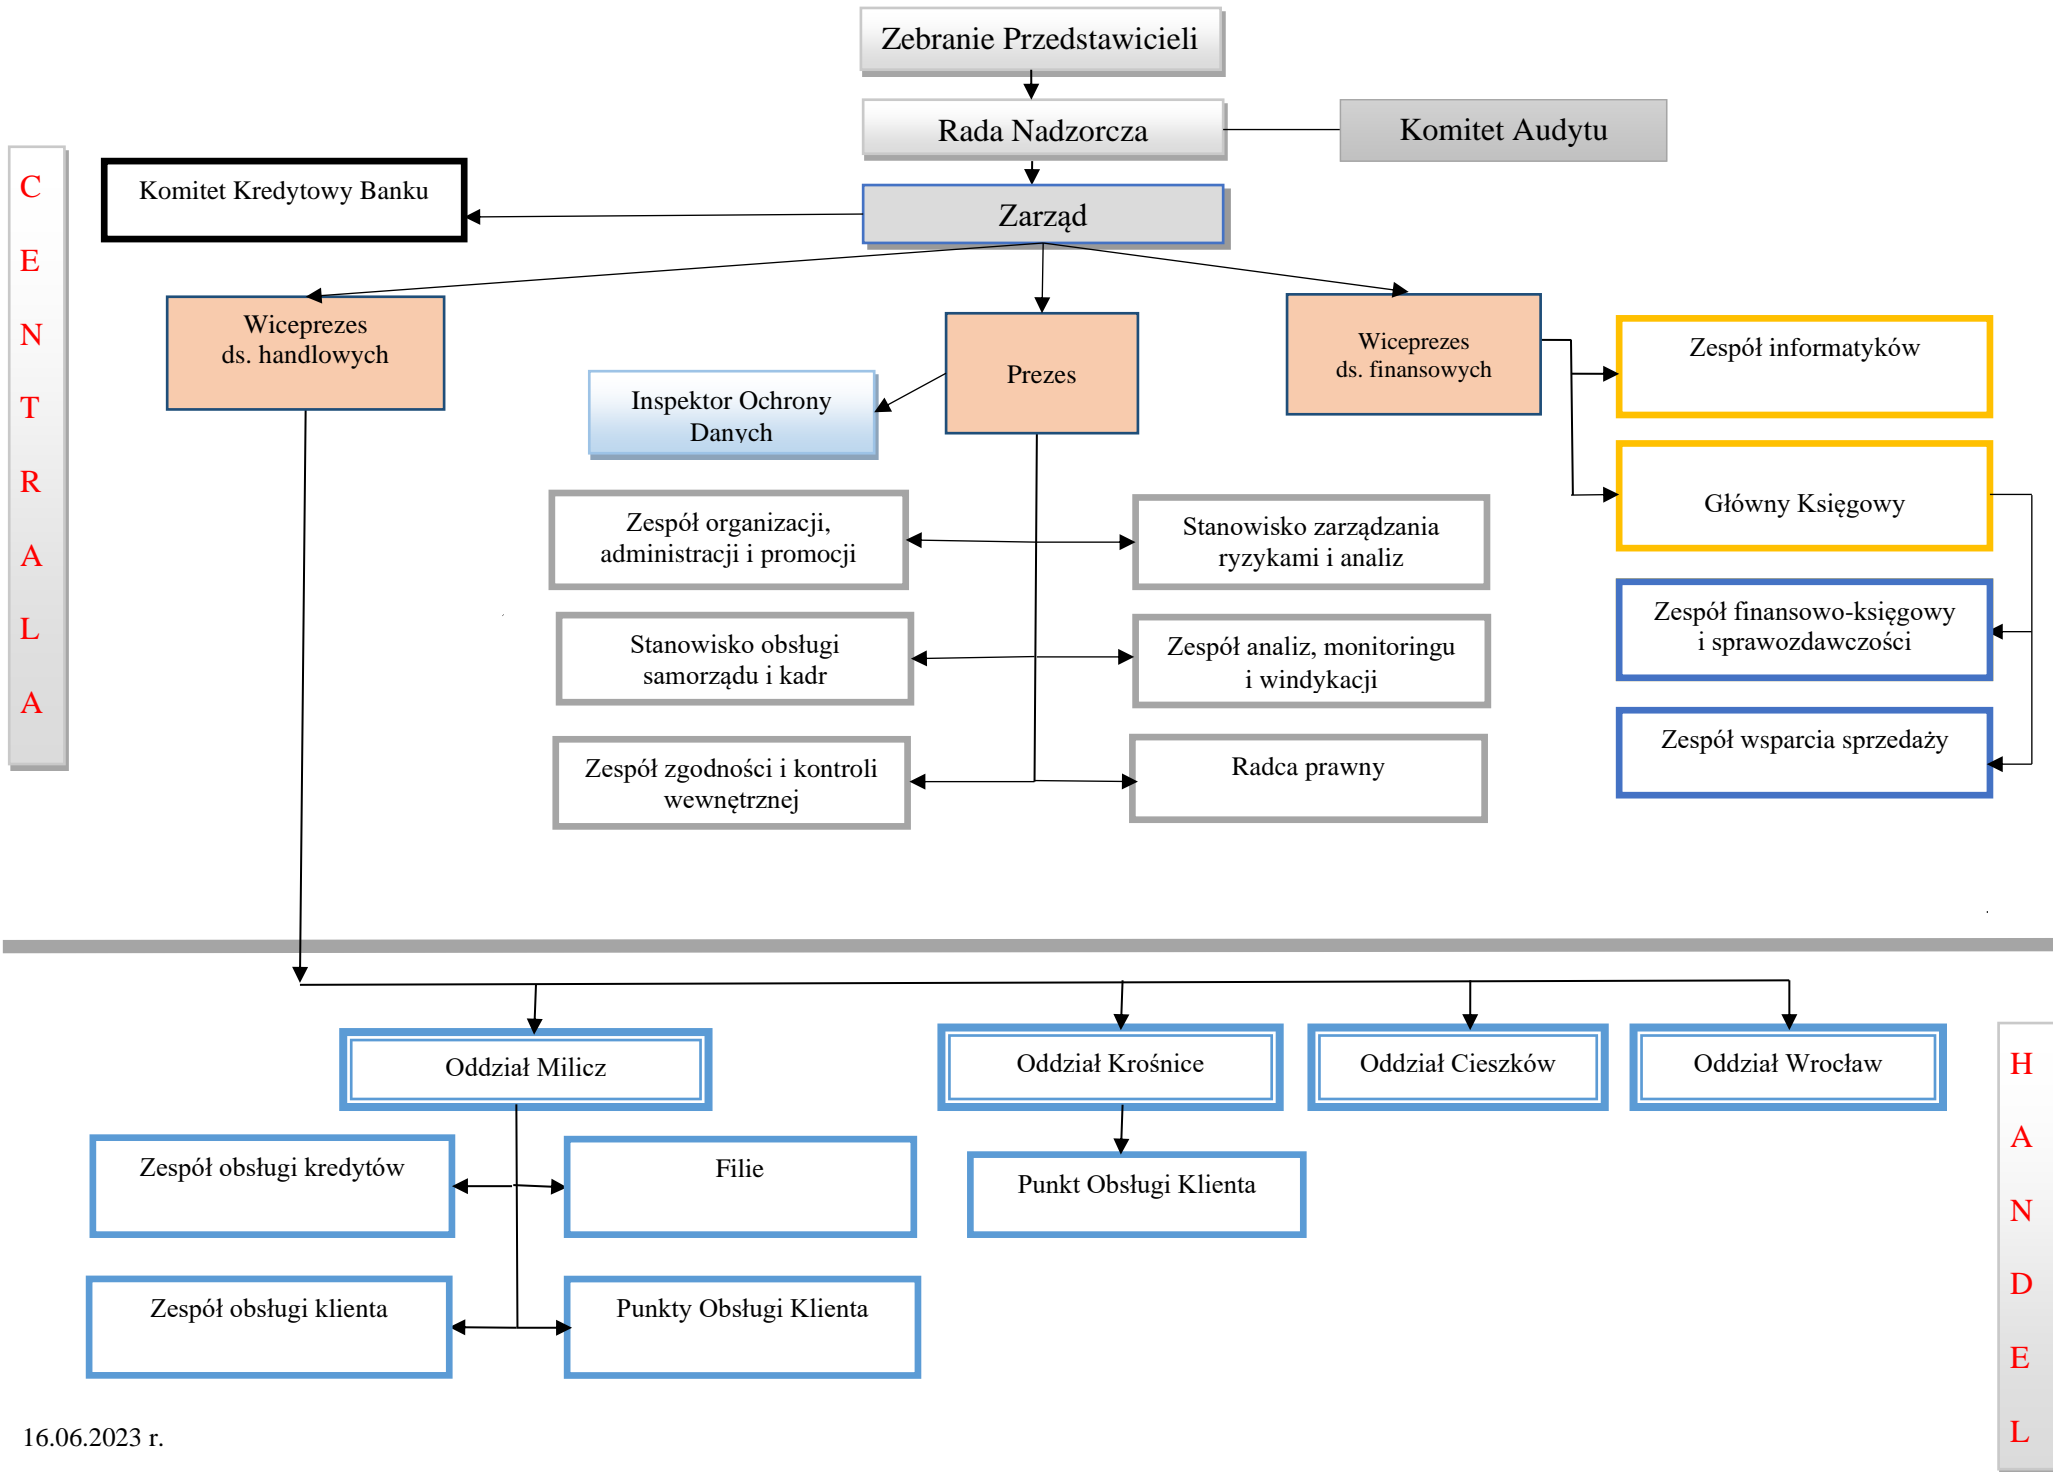 Zebranie Przedstawicieli
Rada Nadzorcza
Komitet Audytu
Komitet Kredytowy Banku
Zarząd
C
E
N
T
R
A
L
A
Wiceprezes
ds. handlowych
Prezes
Wiceprezes
ds. finansowych
Zespół informatyków
Inspektor Ochrony
Danych
Główny Księgowy
Zespół organizacji,
administracji i promocji
Stanowisko zarządzania
ryzykami i analiz
Zespół finansowo-księgowy
i sprawozdawczości
Stanowisko obsługi
samorządu i kadr
Zespół analiz, monitoringu
i windykacji
Zespół wsparcia sprzedaży
Zespół zgodności i kontroli
wewnętrznej
Radca prawny
Oddział Milicz
Oddział Krośnice
Oddział Cieszków
Oddział Wrocław
H
A
N
D
E
L
Zespół obsługi kredytów
Filie
Punkt Obsługi Klienta
Zespół obsługi klienta
Punkty Obsługi Klienta
16.06.2023 r.